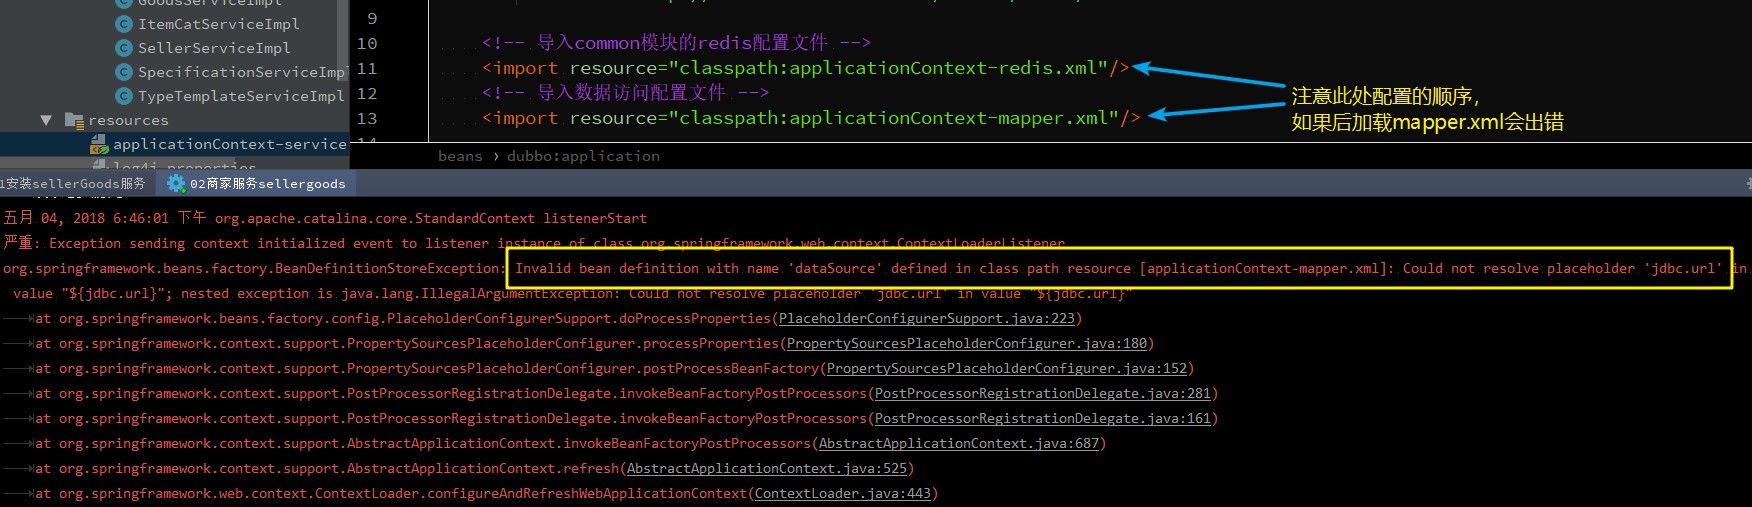 GoodsServiceImpl
ItemCatServiceImpl
SellerServiceImpl
SpecificationServiceImpl
TypeTemplateServiceImpl
resources
applicationContext-service
log4j.properties
9
10 <!-- 导入common模块的redis配置文件 -->
11 <import resource="classpath:applicationContext-redis.xml"/>
12 <!-- 导入数据访问配置文件 -->
13 <import resource="classpath:applicationContext-mapper.xml"/>
14
注意此处配置的顺序，
如果后加载mapper.xml会出错
beans › dubbo:application
1安装sellerGoods服务 02商家服务sellergoods
五月 04, 2018 6:46:01 下午 org.apache.catalina.core.StandardContext listenerStart
严重: Exception sending context initialized event to listener instance of class org.springframework.web.context.ContextLoaderListener
org.springframework.beans.factory.BeanDefinitionStoreException: Invalid bean definition with name 'dataSource' defined in class path resource [applicationContext-mapper.xml]: Could not resolve placeholder 'jdbc.url' in
value "${jdbc.url}"; nested exception is java.lang.IllegalArgumentException: Could not resolve placeholder 'jdbc.url' in value "${jdbc.url}"
at org.springframework.beans.factory.config.PlaceholderConfigurerSupport.doProcessProperties(PlaceholderConfigurerSupport.java:223)
at org.springframework.context.support.PropertySourcesPlaceholderConfigurer.processProperties(PropertySourcesPlaceholderConfigurer.java:180)
at org.springframework.context.support.PropertySourcesPlaceholderConfigurer.postProcessBeanFactory(PropertySourcesPlaceholderConfigurer.java:152)
at org.springframework.context.support.PostProcessorRegistrationDelegate.invokeBeanFactoryPostProcessors(PostProcessorRegistrationDelegate.java:281)
at org.springframework.context.support.PostProcessorRegistrationDelegate.invokeBeanFactoryPostProcessors(PostProcessorRegistrationDelegate.java:161)
at org.springframework.context.support.AbstractApplicationContext.invokeBeanFactoryPostProcessors(AbstractApplicationContext.java:687)
at org.springframework.context.support.AbstractApplicationContext.refresh(AbstractApplicationContext.java:525)
at org.springframework.web.context.ContextLoader.configureAndRefreshWebApplicationContext(ContextLoader.java:443)